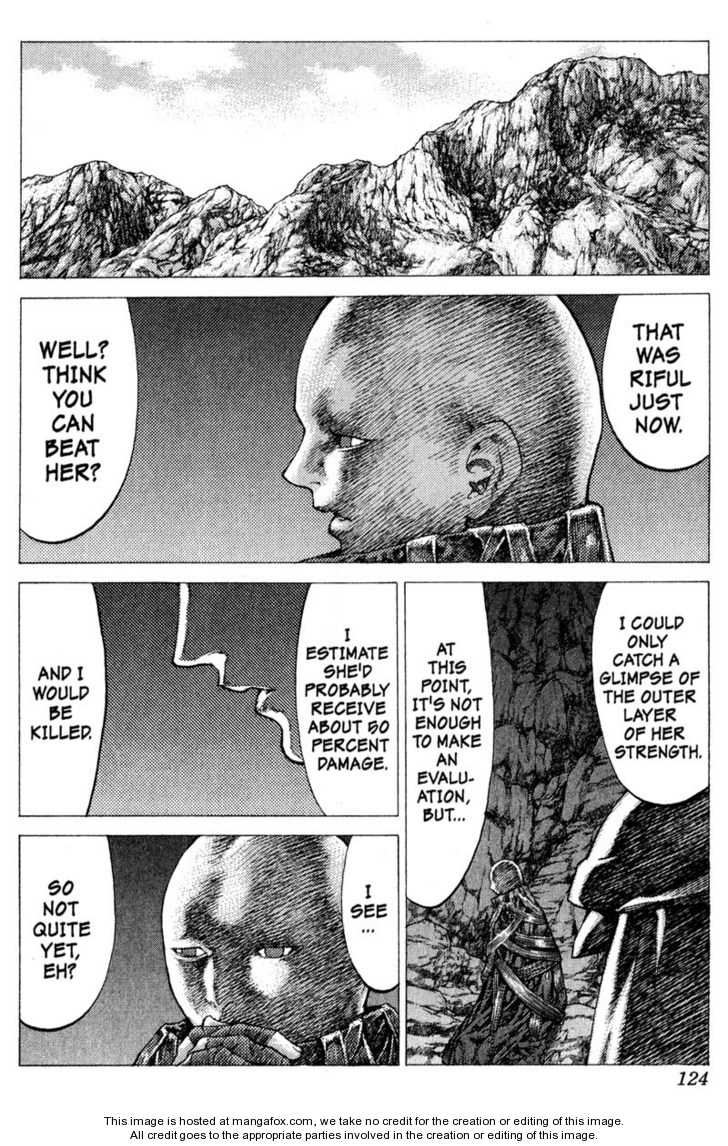 THAT
WAS
RIFUL
JUST
NOW.
WELL?
THINK
YOU
CAN
BEAT
HER?
I COULD
ONLY
CATCH A
GLIMPSE OF
THE OUTER
LAYER
OF HER
STRENGTH.
AT
THIS
POINT,
IT'S NOT
ENOUGH
TO MAKE
AN
EVALU-
ATION,
BUT...
I
ESTIMATE
SHE'D
PROBABLY
RECEIVE
ABOUT 50
PERCENT
DAMAGE.
AND I
WOULD
BE
KILLED.
I
SEE
...
SO
NOT
QUITE
YET,
EH?
124
This image is hosted at mangafox.com, we take no credit for the creation or editing of this image.
All credit goes to the appropriate parties involved in the creation or editing of this image.